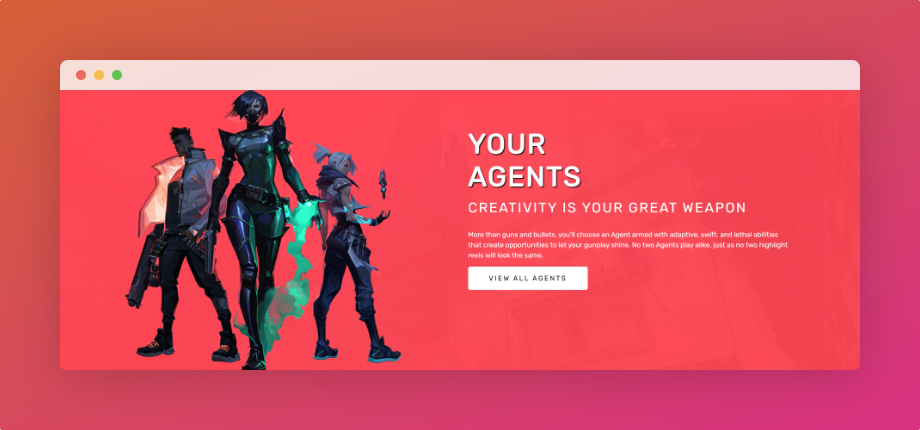 YOUR
AGENTS
CREATIVITY IS YOUR GREAT WEAPON
More than guns and bullets, you'll choose an Agent armed with adaptive, swift, and lethal abilities
that create opportunities to let your gunplay shine. No two Agents play alike, just as no two highlight
reels will look the same.
VIEW ALL AGENTS